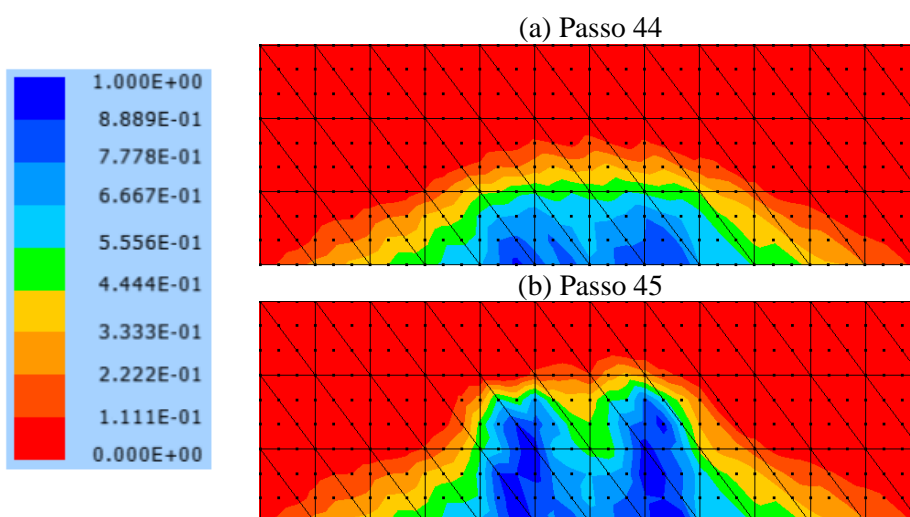 (a) Passo 44
1.000E+00
8.889E-01
7.778E-01
6.667E-01
5.556E-01
4.444E-01
3.333E-01
2.222E-01
1.111E-01
0.000E+00
(b) Passo 45